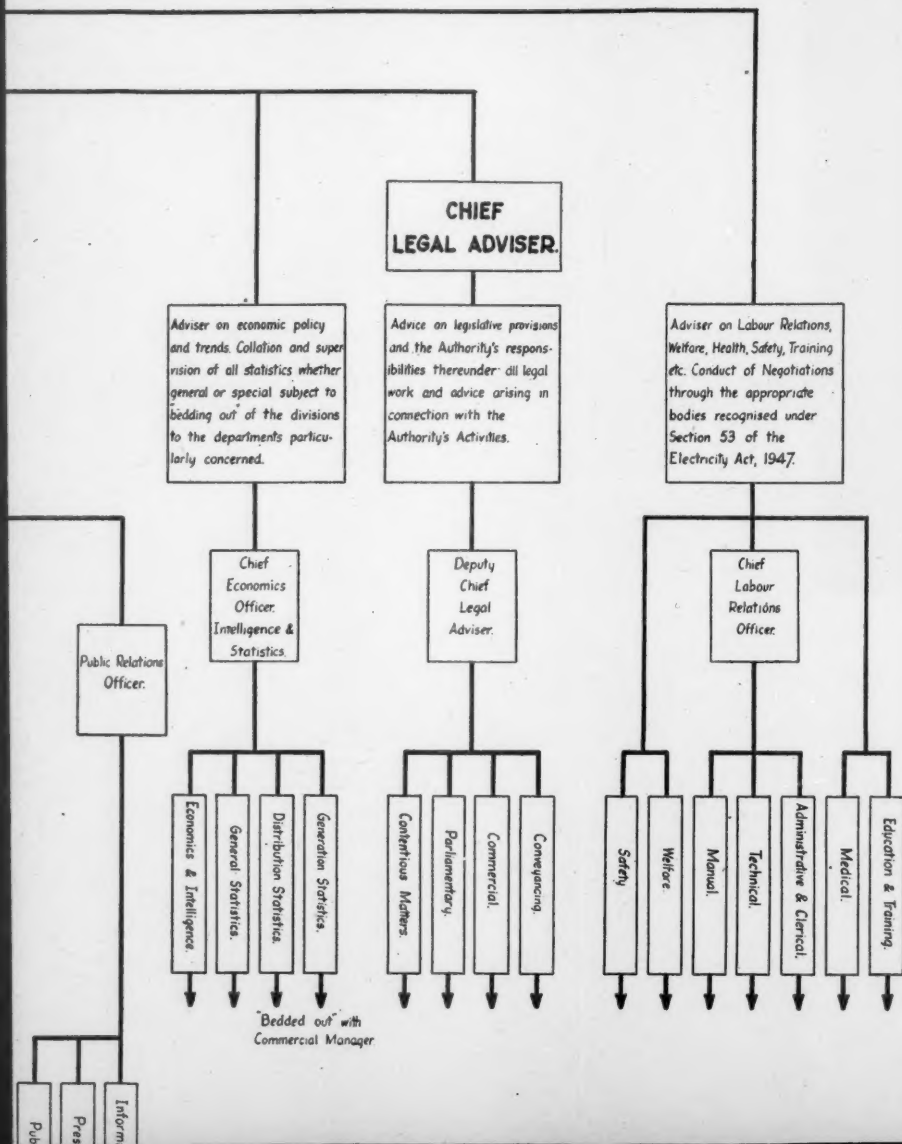 CHIEF
LEGAL ADVISER.
Adviser on economic policy
and trends. Collation and super
vision of all statistics whether
general or special subject to
"bedding out" of the divisions
to the departments particu-
larly concerned.
Advice on legislative provisions
and the Authority's respons-
ibilities thereunder all legal
work and advice arising in
connection with the
Authority's Activities.
Adviser on Labour Relations,
Welfare, Health, Safety, Training
etc. Conduct of Negotiations
through the appropriate
bodies recognised under
Section 53 of the
Electricity Act, 1947.
Chief
Economics
Officer.
Intelligence &
Statistics.
Deputy
Chief
Legal
Adviser.
Chief
Labour
Relations
Officer.
Public Relations
Officer.
Economics & Intelligence.
General Statistics.
Distribution Statistics.
Generation Statistics.
Contentious Matters.
Parliamentary.
Commercial.
Conveyancing.
Safety
Welfare.
Manual.
Technical.
Administrative & Clerical.
Medical.
Education & Training.
"Bedded out" with
Commercial Manager
Publ
Pres
Inform